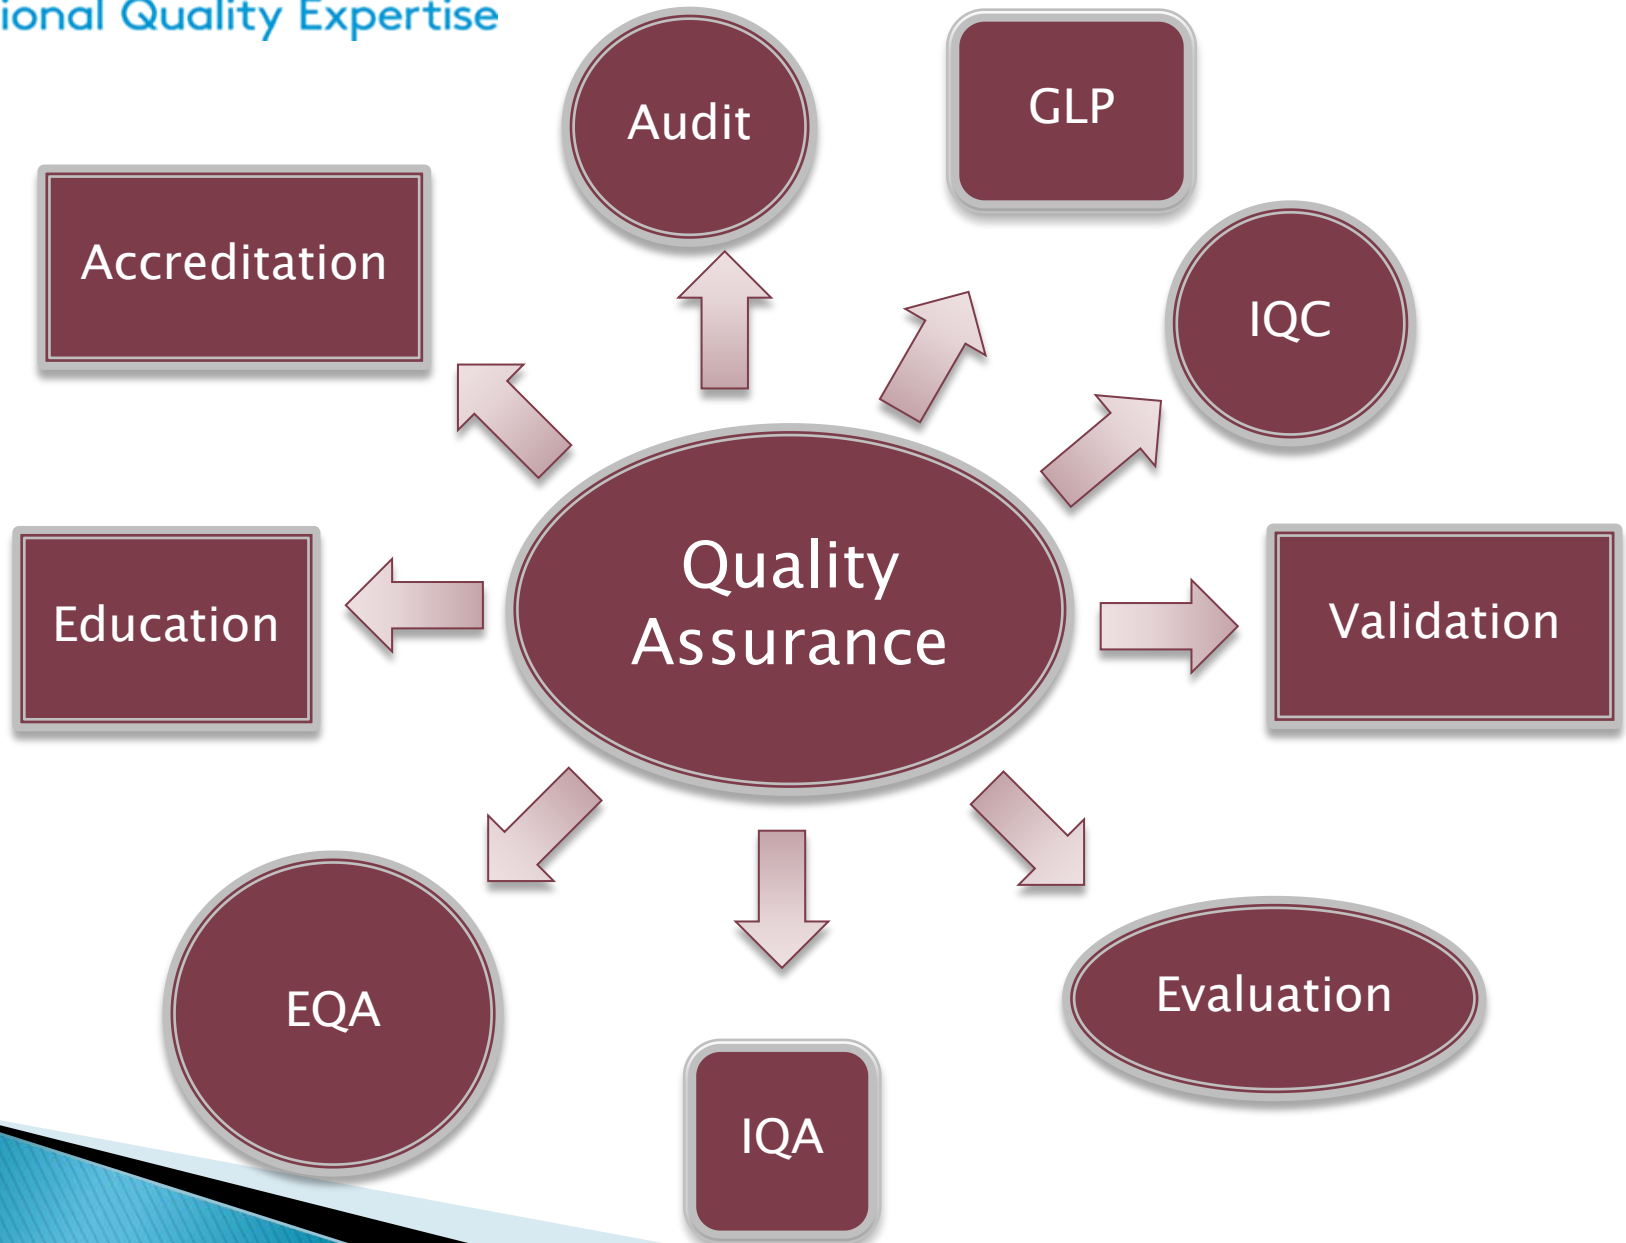 ional Quality Expertise
Audit
GLP
Accreditation
IQC
Quality
Assurance
Education
Validation
EQA
Evaluation
IQA